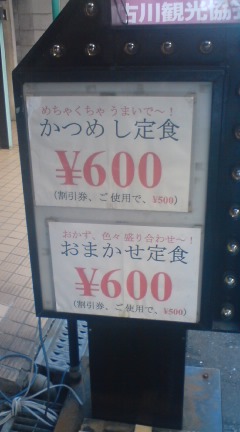 古川観光協会
めちゃくちゃうまいで〜！
かつめし定食
¥600
(割引券、ご使用で、¥500)
おかず、色々盛り合わせ〜！
おまかせ定食
¥600
(割引券、ご使用で、¥500)